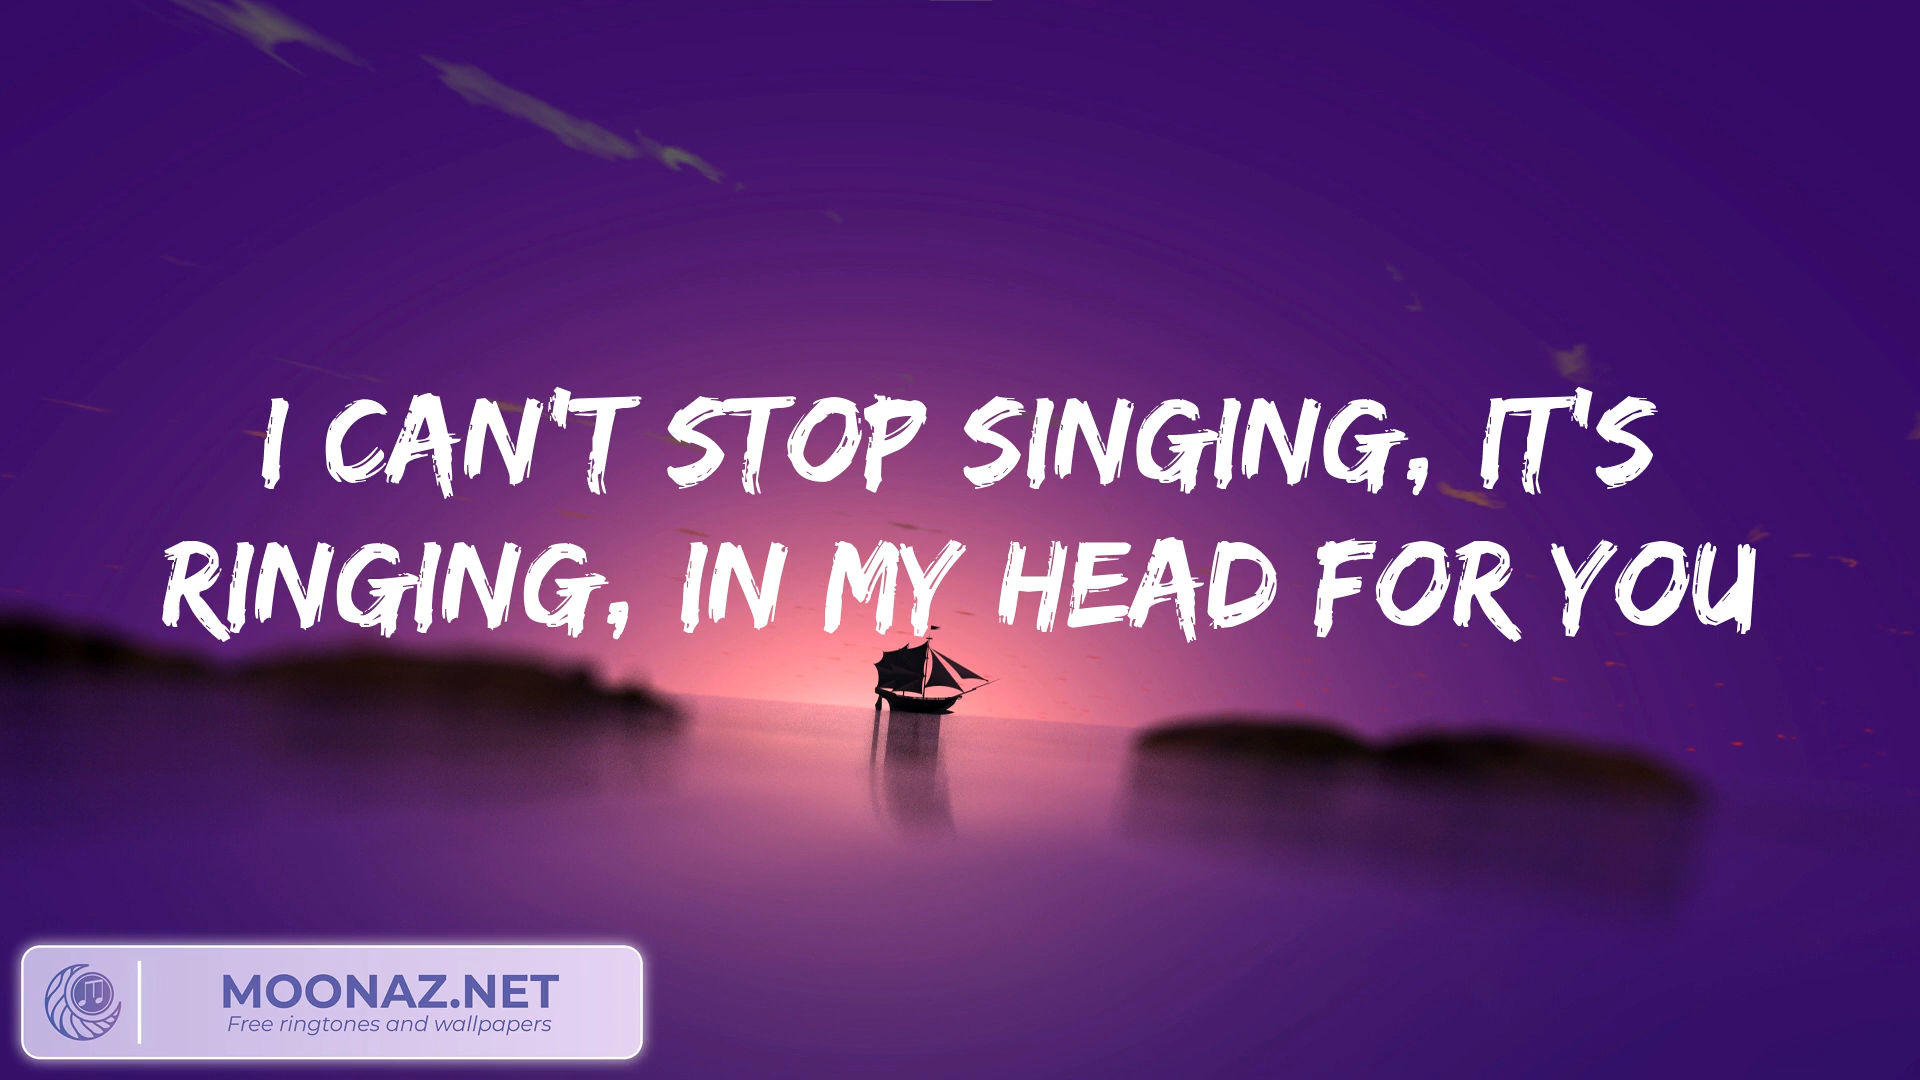 I CAN'T STOP SINGING, IT'S
RINGING, IN MY HEAD FOR YOU
MOONAZ.NET
Free ringtones and wallpapers